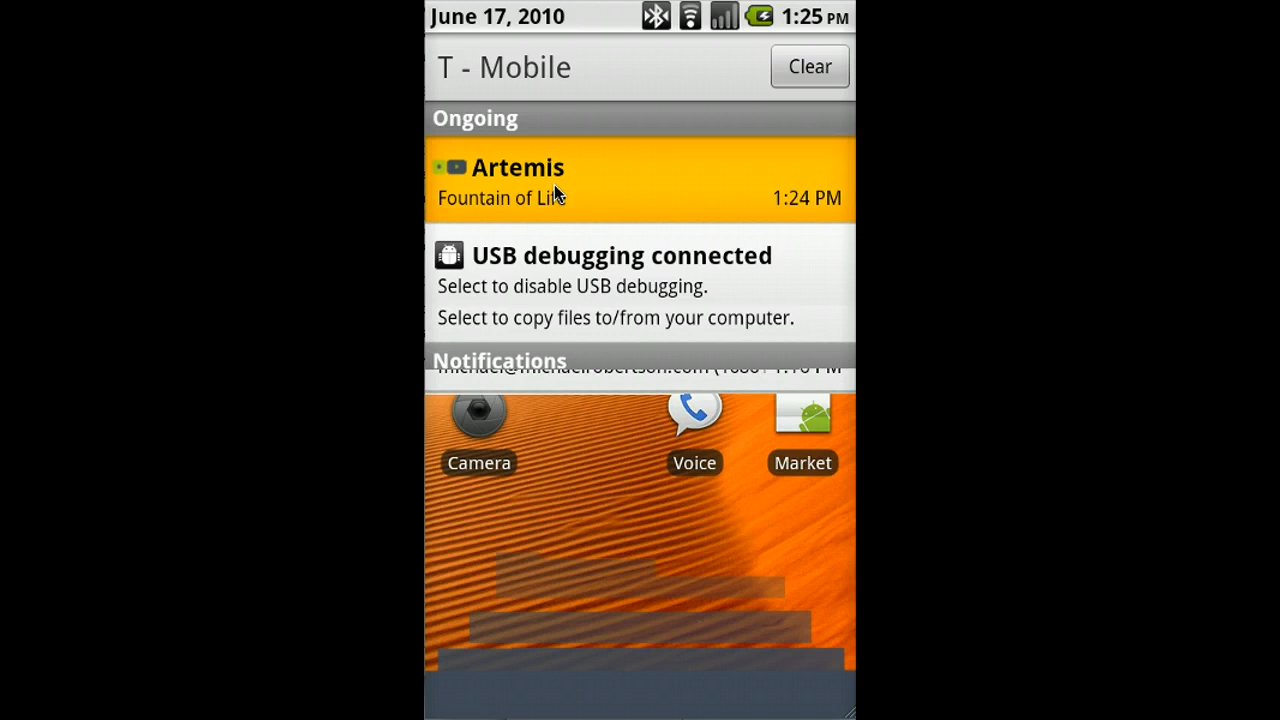 June 17, 2010 1:25 PM
T - Mobile Clear
Ongoing
Artemis
Fountain of Life 1:24 PM
USB debugging connected
Select to disable USB debugging.
Select to copy files to/from your computer.
Notifications
Camera Voice Market